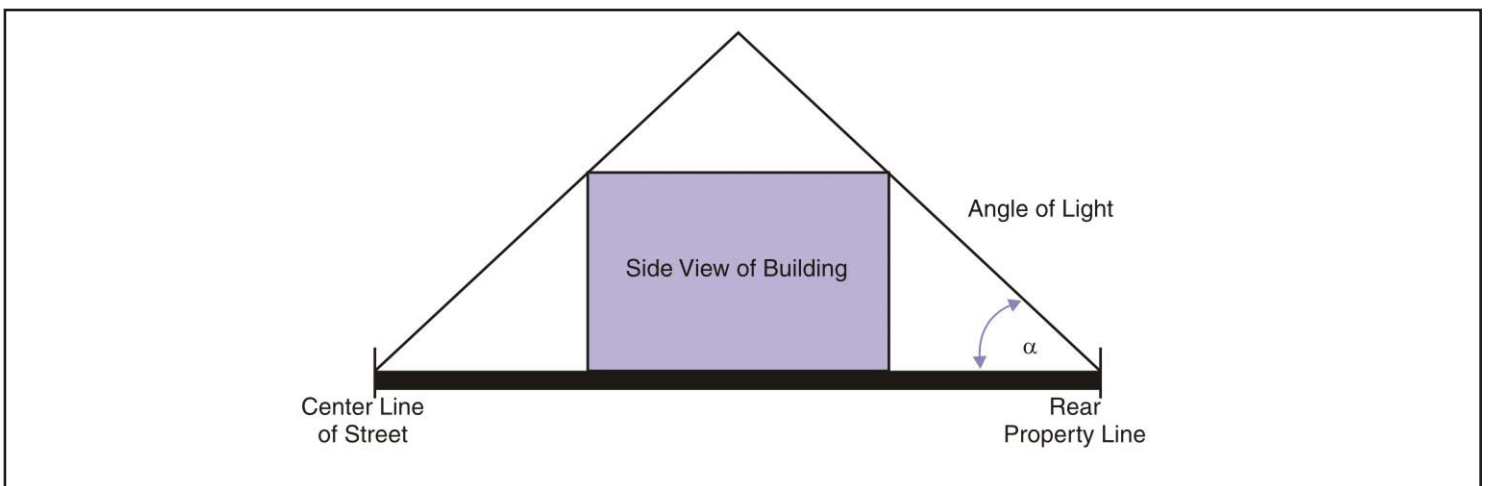 Angle of Light
Side View of Building
α
Center Line
of Street
Rear
Property Line